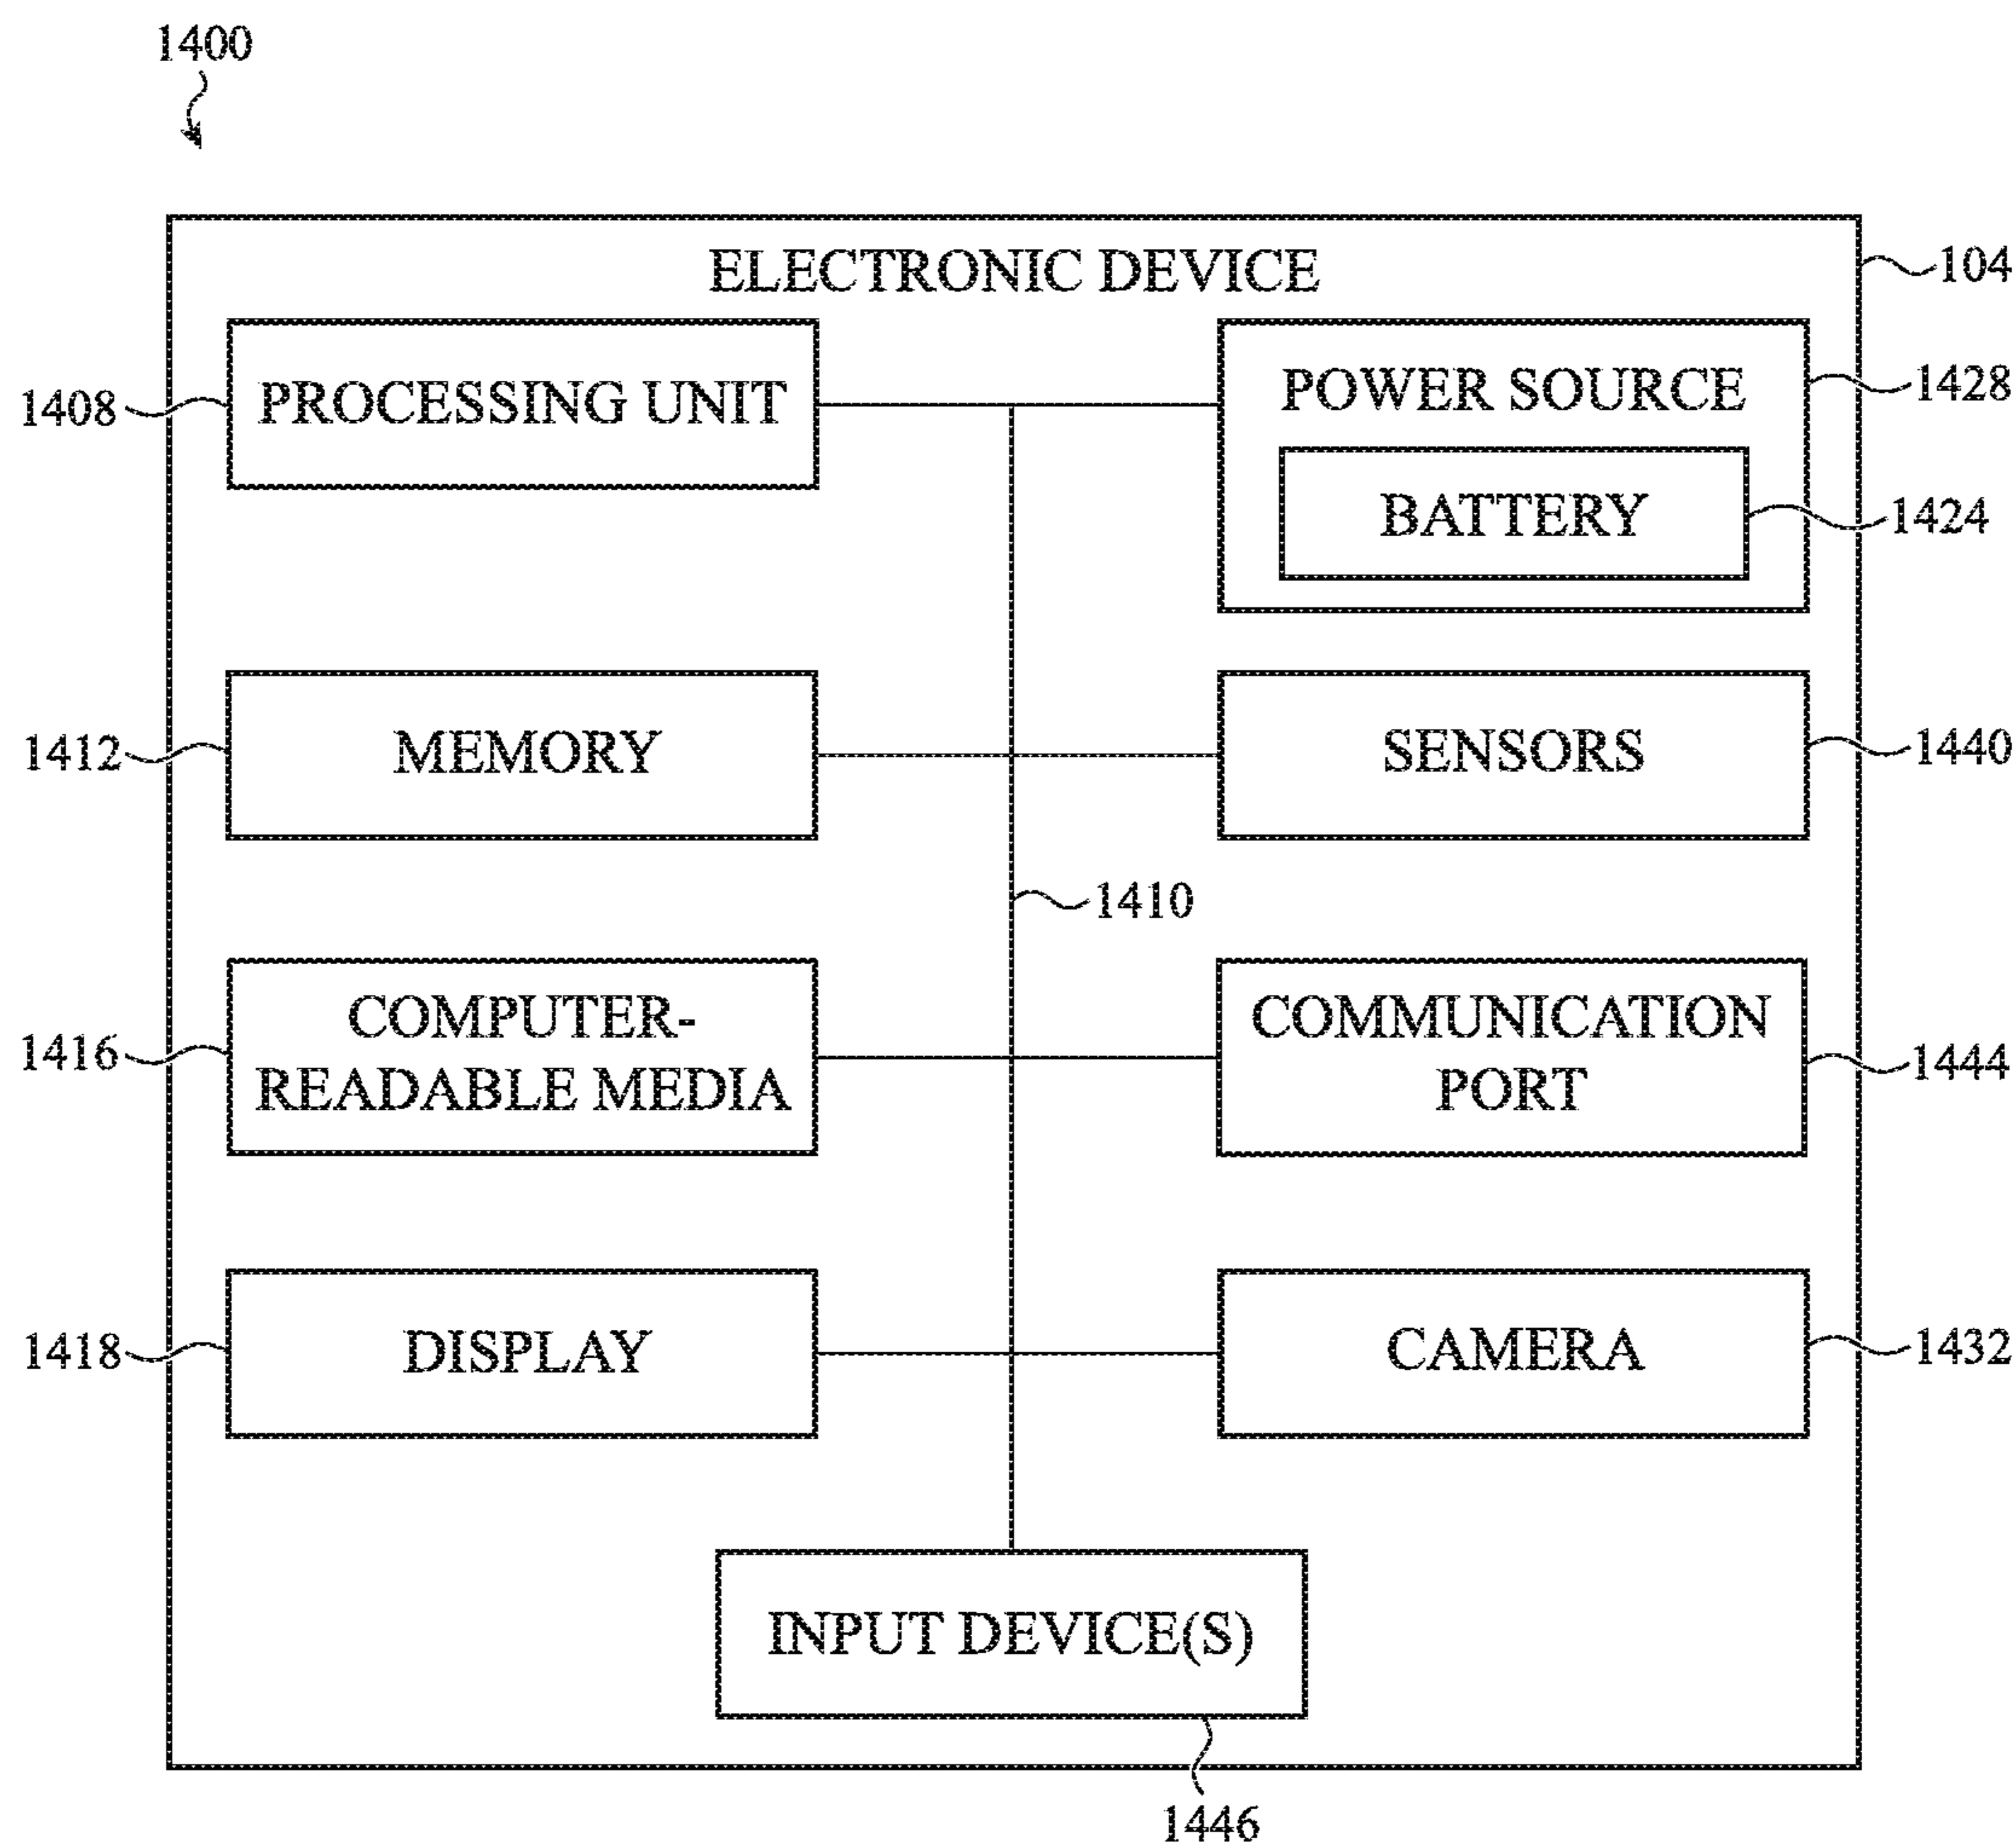 1400
ELECTRONIC DEVICE
104
PROCESSING UNIT
1408
POWER SOURCE
1428
BATTERY
1424
MEMORY
1412
SENSORS
1440
1410
COMPUTER-
READABLE MEDIA
1416
COMMUNICATION
PORT
1444
DISPLAY
1418
CAMERA
1432
INPUT DEVICE(S)
1446